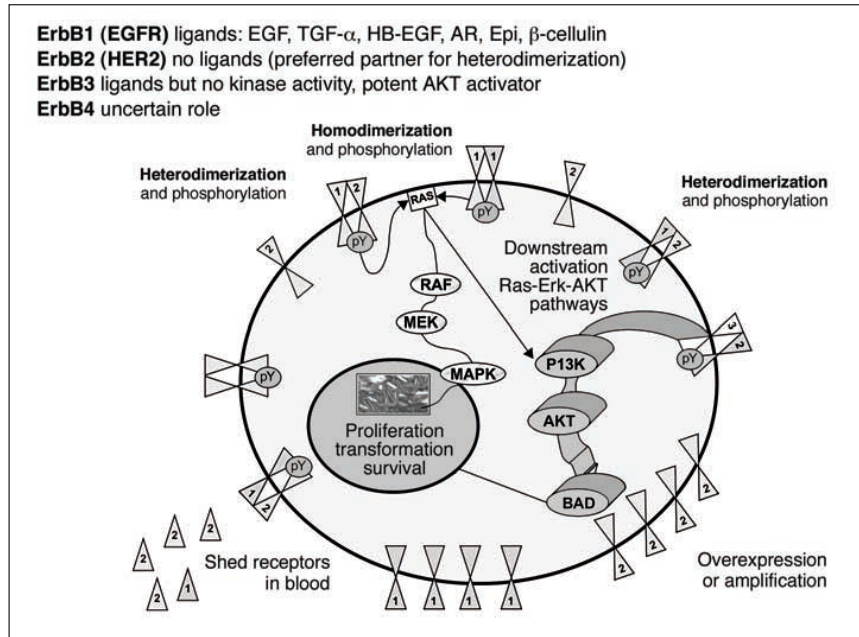 ErbB1 (EGFR) ligands: EGF, TGF-α, HB-EGF, AR, Epi, β-cellulin
ErbB2 (HER2) no ligands (preferred partner for heterodimerization)
ErbB3 ligands but no kinase activity, potent AKT activator
ErbB4 uncertain role
Homodimerization
and phosphorylation
Heterodimerization
and phosphorylation
Heterodimerization
and phosphorylation
1 2
1 1
2
RAS
pY
pY
2
1 2
pY
Downstream
activation
Ras-Erk-AKT
pathways
RAF
MEK
MAPK
P13K
3 2
pY
pY
AKT
Proliferation
transformation
survival
BAD
pY
1 2
2
2
2
2
1
Shed receptors
in blood
1
1
1
1
2
2
2
2
Overexpression
or amplification